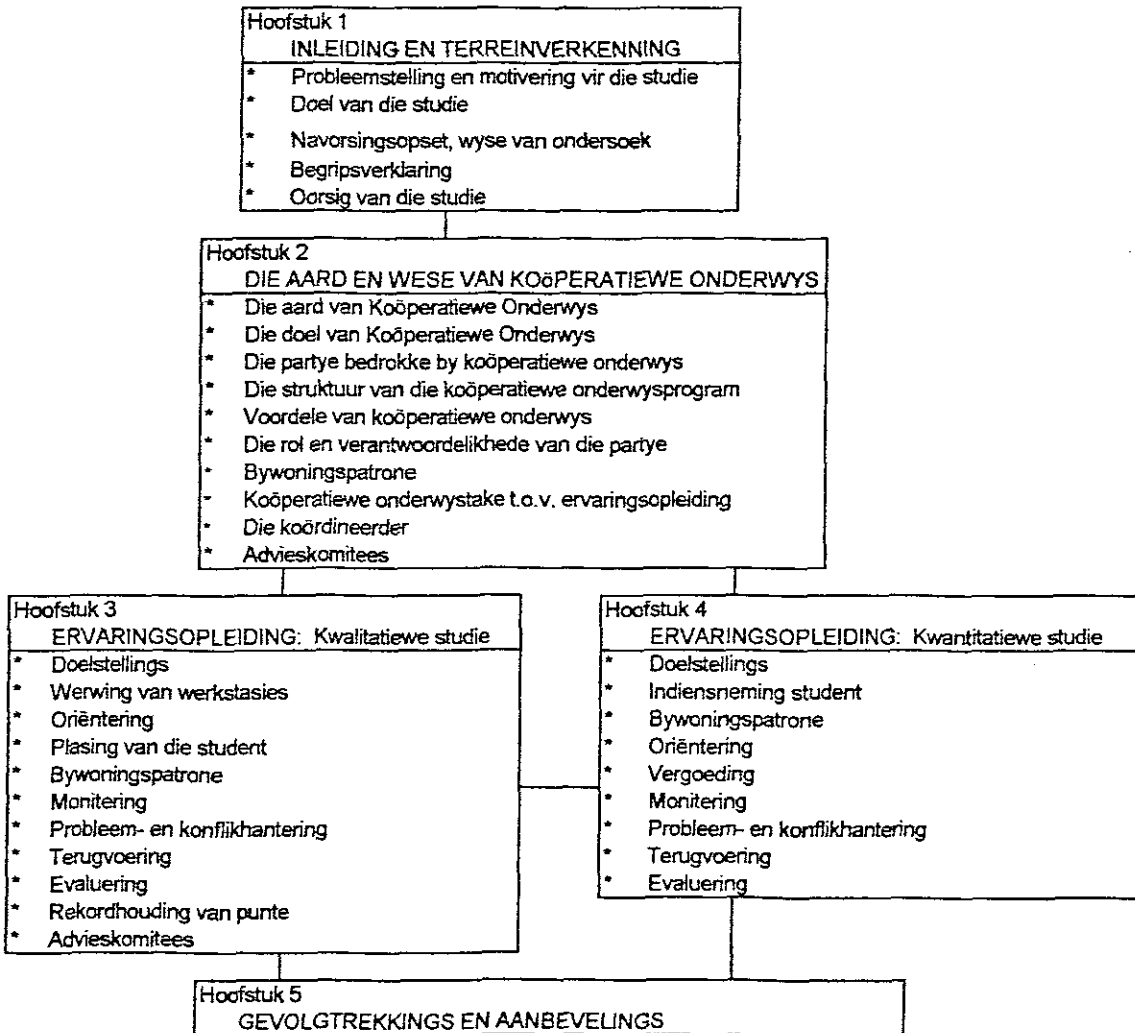 Hoofstuk 1
INLEIDING EN TERREINVERKENNING
* Probleemstelling en motivering vir die studie
* Doel van die studie
* Navorsingsopset, wyse van ondersoek
* Begripsverklaring
* Oorsig van die studie
Hoofstuk 2
DIE AARD EN WESE VAN KOöPERATIEWE ONDERWYS
* Die aard van Koöperatiewe Onderwys
* Die doel van Koöperatiewe Onderwys
* Die partye bedrokke by koöperatiewe onderwys
* Die struktuur van die koöperatiewe onderwysprogram
* Voordele van koöperatiewe onderwys
* Die rol en verantwoordelikhede van die partye
* Bywoningspatrone
* Koöperatiewe onderwystake t.o.v. ervaringsopleiding
* Die koördineerder
* Advieskomitees
Hoofstuk 3
ERVARINGSOPLEIDING: Kwalitatiewe studie
* Doelstellings
* Werwing van werkstasies
* Oriëntering
* Plasing van die student
* Bywoningspatrone
* Monitering
* Probleem- en konflikhantering
* Terugvoering
* Evaluering
* Rekordhouding van punte
* Advieskomitees
Hoofstuk 4
ERVARINGSOPLEIDING: Kwantitatiewe studie
* Doelstellings
* Indiensneming student
* Bywoningspatrone
* Oriëntering
* Vergoeding
* Monitering
* Probleem- en konflikhantering
* Terugvoering
* Evaluering
Hoofstuk 5
GEVOLGTREKKINGS EN AANBEVELINGS